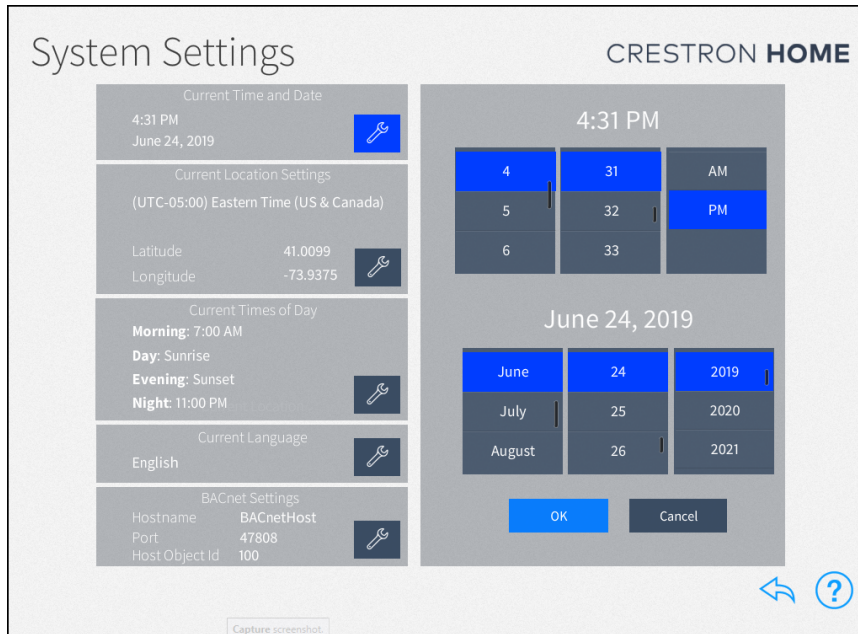 System Settings
CRESTRON HOME
Current Time and Date
4:31 PM
June 24, 2019
Current Location Settings
(UTC-05:00) Eastern Time (US & Canada)
Latitude 41.0099
Longitude -73.9375
Current Times of Day
Morning: 7:00 AM
Day: Sunrise
Evening: Sunset
Night: 11:00 PM
Current Language
English
BACnet Settings
Hostname BACnetHost
Port 47808
Host Object Id 100
4:31 PM
4 31 AM
5 32 PM
6 33
June 24, 2019
June 24 2019
July 25 2020
August 26 2021
OK Cancel
?
Capture screenshot.